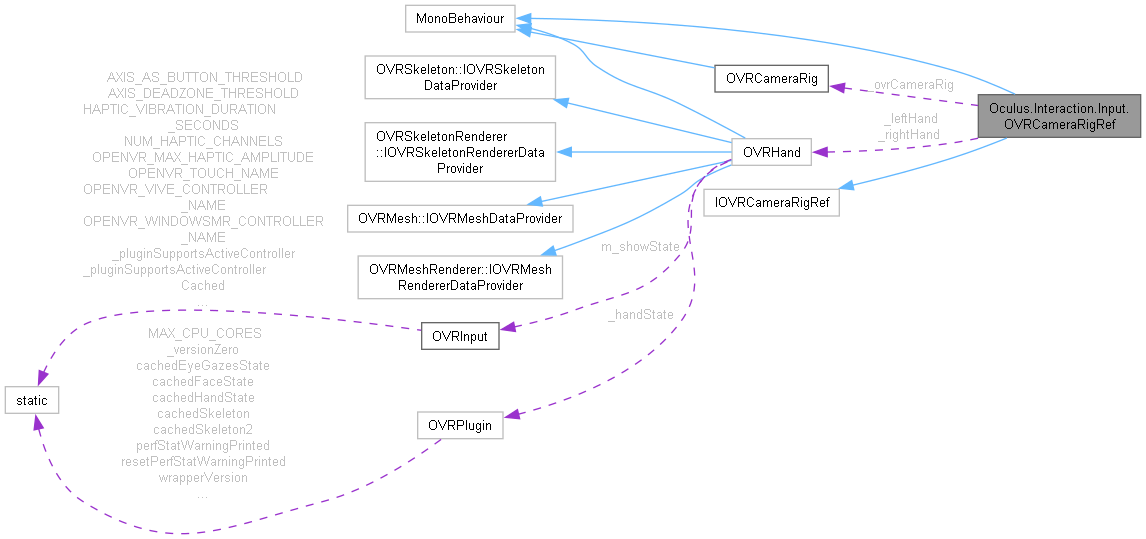 MonoBehaviour
OVRSkeleton::IOVRSkeleton
DataProvider
OVRCameraRig
_ovrCameraRig
Oculus.Interaction.Input.
OVRCameraRigRef
_leftHand
_rightHand
OVRSkeletonRenderer
::IOVRSkeletonRendererData
Provider
OVRHand
IOVRCameraRigRef
OVRMesh::IOVRMeshDataProvider
OVRMeshRenderer::IOVRMesh
RendererDataProvider
m_showState
_handState
AXIS_AS_BUTTON_THRESHOLD
AXIS_DEADZONE_THRESHOLD
HAPTIC_VIBRATION_DURATION
_SECONDS
NUM_HAPTIC_CHANNELS
OPENVR_MAX_HAPTIC_AMPLITUDE
OPENVR_TOUCH_NAME
OPENVR_VIVE_CONTROLLER
_NAME
OPENVR_WINDOWSMR_CONTROLLER
_NAME
_pluginSupportsActiveController
_pluginSupportsActiveController
Cached
...
OVRInput
MAX_CPU_CORES
_versionZero
cachedEyeGazesState
cachedFaceState
cachedHandState
cachedSkeleton
cachedSkeleton2
perfStatWarningPrinted
resetPerfStatWarningPrinted
wrapperVersion
...
static
OVRPlugin